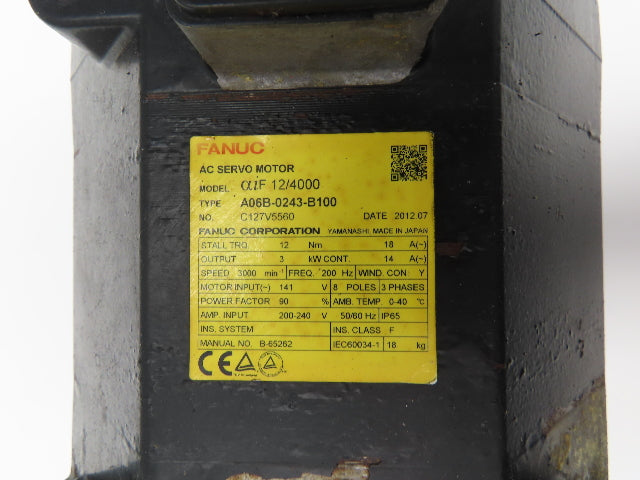 FANUC
AC SERVO MOTOR
MODEL αiF 12/4000
TYPE A06B-0243-B100
NO. C127V5560 DATE 2012.07
FANUC CORPORATION YAMANASHI, MADE IN JAPAN
STALL TRQ. 12 Nm 18 A(~)
OUTPUT 3 kW CONT. 14 A(~)
SPEED 3000 min⁻¹ FREQ. 200 Hz WIND. CON. Y
MOTOR INPUT(~) 141 V 8 POLES 3 PHASES
POWER FACTOR 90 % AMB. TEMP. 0-40 ℃
AMP. INPUT 200-240 V 50/60 Hz IP65
INS. SYSTEM INS. CLASS F
MANUAL NO. B-65262 IEC60034-1 18 kg
CE